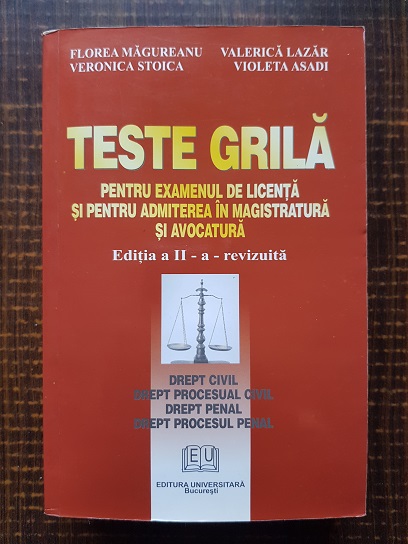 FLOREA MĂGUREANU VALERICĂ LAZĂR
VERONICA STOICA VIOLETA ASADI
TESTE GRILĂ
PENTRU EXAMENUL DE LICENȚĂ
ȘI PENTRU ADMITEREA ÎN MAGISTRATURĂ
ȘI AVOCATURĂ
Ediția a II - a - revizuită
DREPT CIVIL
DREPT PROCESUAL CIVIL
DREPT PENAL
DREPT PROCESUL PENAL
EU
EDITURA UNIVERSITARĂ
București